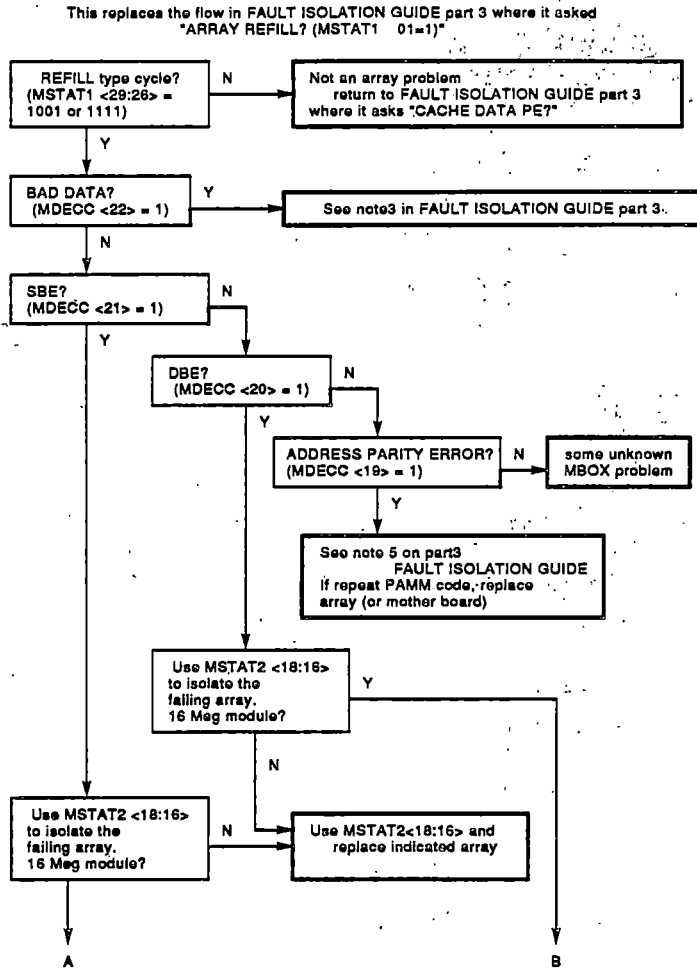 This replaces the flow in FAULT ISOLATION GUIDE part 3 where it asked
"ARRAY REFILL? (MSTAT1 01=1)"
REFILL type cycle?
(MSTAT1 <29:26> =
1001 or 1111)
N
Not an array problem
return to FAULT ISOLATION GUIDE part 3
where it asks "CACHE DATA PE?"
Y
BAD DATA?
(MDECC <22> = 1)
Y
See note3 in FAULT ISOLATION GUIDE part 3.
N
SBE?
(MDECC <21> = 1)
N
Y
DBE?
(MDECC <20> = 1)
N
Y
ADDRESS PARITY ERROR?
(MDECC <19> = 1)
N
some unknown
MBOX problem
Y
See note 5 on part3
FAULT ISOLATION GUIDE
If repeat PAMM code, replace
array (or mother board)
Use MSTAT2 <18:16>
to isolate the
failing array.
16 Meg module?
Y
N
Use MSTAT2 <18:16>
to isolate the
failing array.
16 Meg module?
N
Use MSTAT2<18:16> and
replace indicated array
A
B